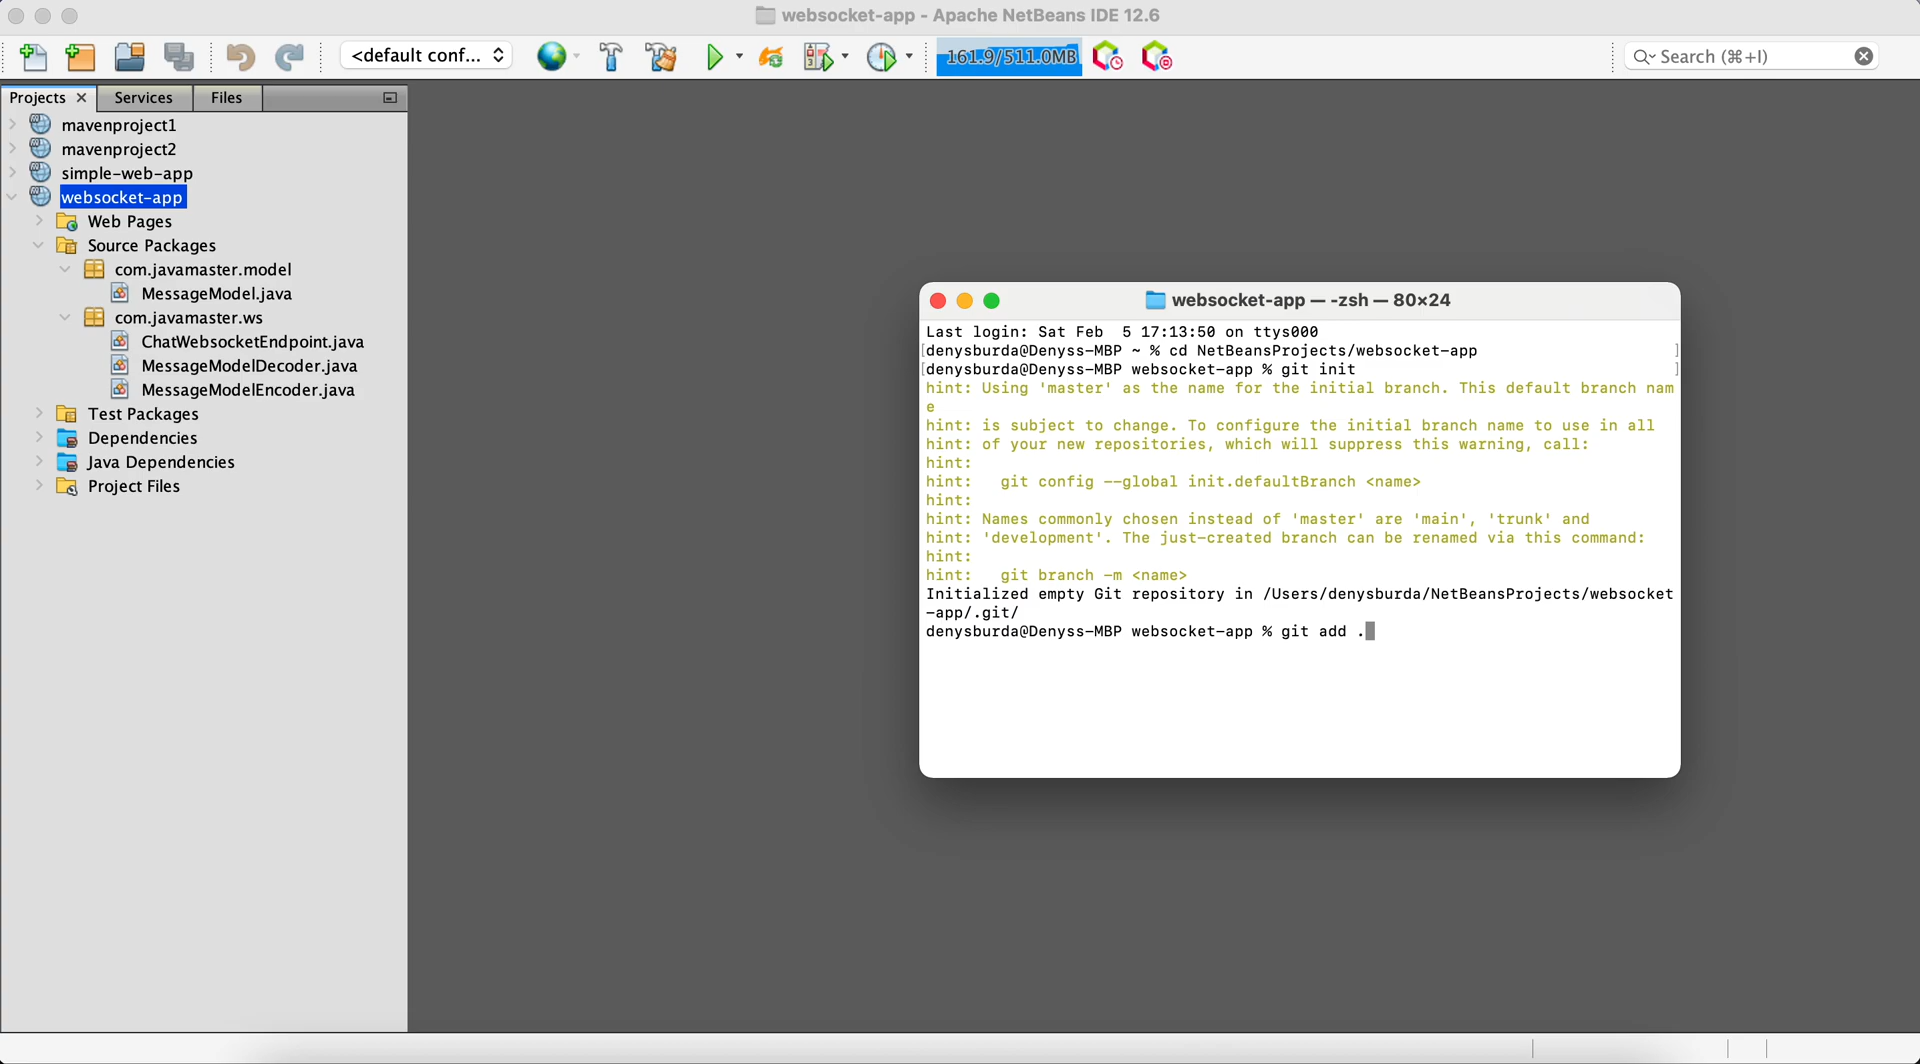 websocket-app - Apache NetBeans IDE 12.6
<default conf...
161.9/511.0MB
Search (⌘+I)
Projects
Services
Files
mavenproject1
mavenproject2
simple-web-app
websocket-app
Web Pages
Source Packages
com.javamaster.model
MessageModel.java
com.javamaster.ws
ChatWebsocketEndpoint.java
MessageModelDecoder.java
MessageModelEncoder.java
Test Packages
Dependencies
Java Dependencies
Project Files
websocket-app — -zsh — 80×24
Last login: Sat Feb  5 17:13:50 on ttys000
[denysburda@Denyss-MBP ~ % cd NetBeansProjects/websocket-app ]
[denysburda@Denyss-MBP websocket-app % git init ]
hint: Using 'master' as the name for the initial branch. This default branch nam
e
hint: is subject to change. To configure the initial branch name to use in all
hint: of your new repositories, which will suppress this warning, call:
hint:
hint:   git config --global init.defaultBranch <name>
hint:
hint: Names commonly chosen instead of 'master' are 'main', 'trunk' and
hint: 'development'. The just-created branch can be renamed via this command:
hint:
hint:   git branch -m <name>
Initialized empty Git repository in /Users/denysburda/NetBeansProjects/websocket
-app/.git/
denysburda@Denyss-MBP websocket-app % git add .